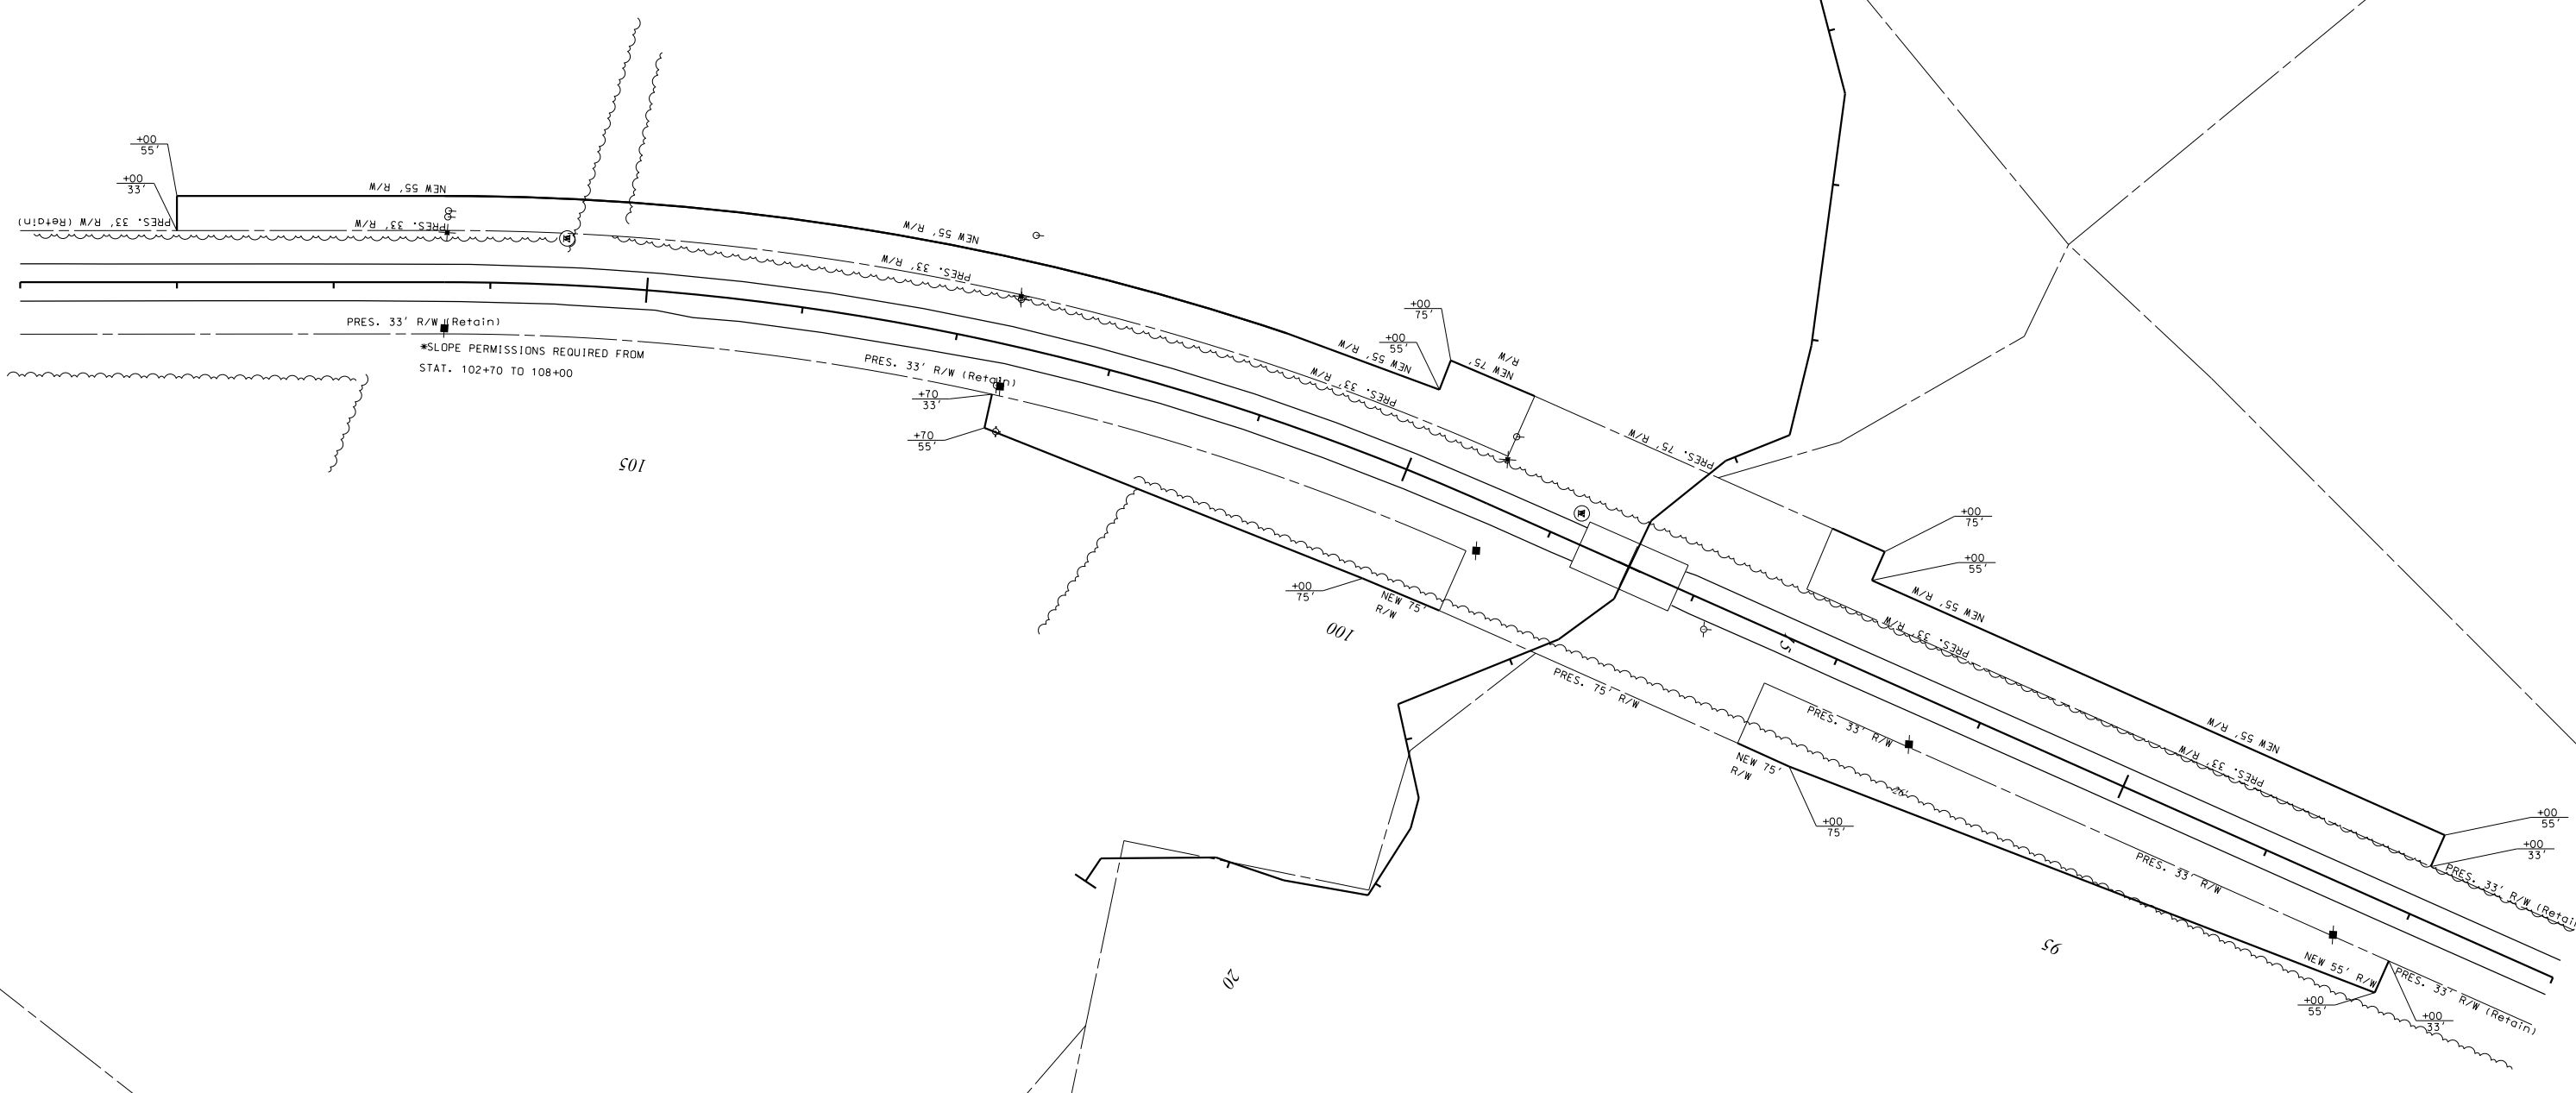 +00
55'
+00
33'
PRES. 33' R/W (Retain)
NEW 55' R/W
PRES. 33' R/W
PRES. 33' R/W (Retain)
*SLOPE PERMISSIONS REQUIRED FROM
STAT. 102+70 TO 108+00
105
NEW 55' R/W
PRES. 33' R/W
PRES. 33' R/W (Retain)
+70
33'
+70
55'
+00
75'
+00
55'
NEW 55' R/W
NEW 75'
R/W
PRES. 33' R/W
PRES. 75' R/W
+00
75'
NEW 75'
R/W
100
+00
75'
+00
55'
NEW 55' R/W
PRES. 33' R/W
5
PRES. 75' R/W
PRES. 33' R/W
NEW 75'
R/W
+00
75'
NEW 55' R/W
PRES. 33' R/W
+00
55'
+00
33'
PRES. 33' R/W (Retain
PRES. 33' R/W
95
20
NEW 55' R/W
PRES. 33' R/W (Retain)
+00
55'
+00
33'